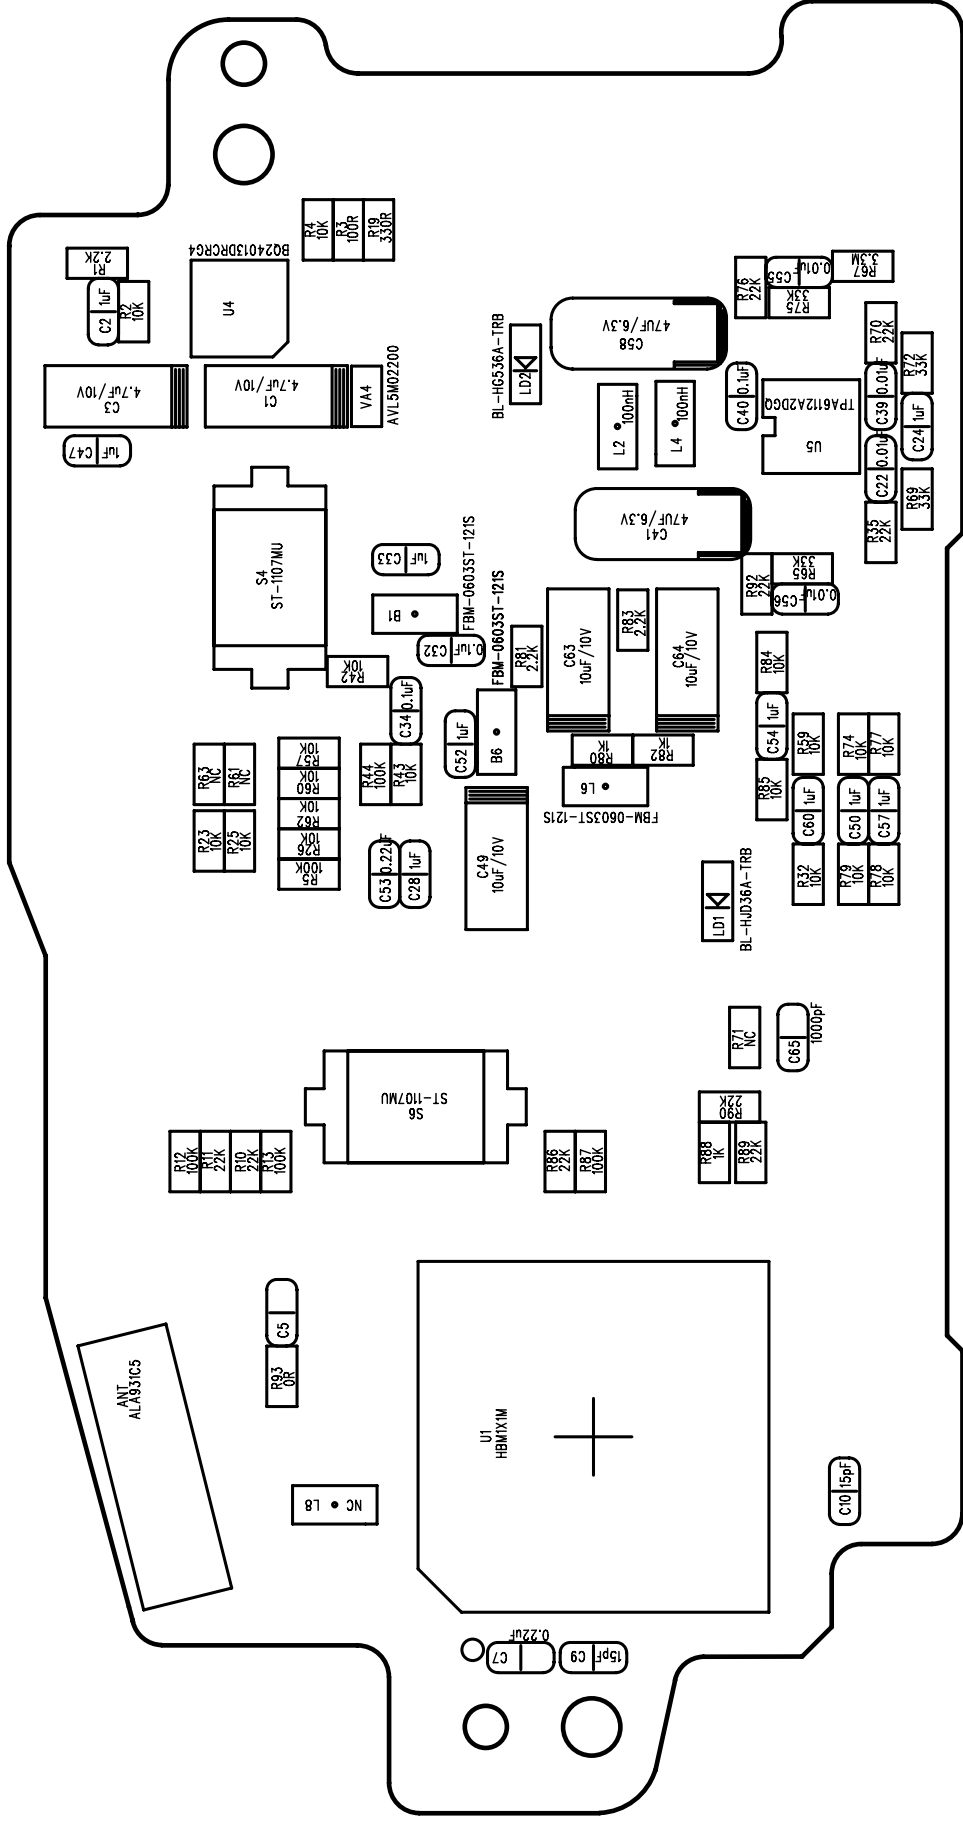 R4
10K
R3
100R
R19
330R
R1
2.2K
C2 1uF
R2
10K
BQ24013DRCRG4
U4
C3
4.7uF/10V
C1
4.7uF/10V
VA4
AVL5M02200
C47 1uF
BL-HG536A-TRB
LD2
C58
47UF/6.3V
R76
22K
C55 0.01uF
R75
33K
R67
3.3M
R70
22K
R72
33K
L2 100nH
L4 100nH
C40 0.1uF
TPA6112A2DGQ
U5
C39 0.01uF
C24 1uF
C22 0.01uF
R69
33K
R35
22K
S4
ST-1107MU
C33 1uF
B1
FBM-0603ST-121S
C32 0.1uF
R42
10K
C34 0.1uF
C41
47UF/6.3V
R92
22K
R65
33K
C56 0.01uF
FBM-0603ST-121S
B6
R81
2.2K
C63
10uF/10V
R83
2.2K
C64
10uF/10V
R84
10K
C54 1uF
R85
10K
R59
10K
R74
10K
R77
10K
R63
NC
R61
NC
R57
10K
R60
10K
R62
10K
R26
10K
R5
100K
R44
100K
R43
10K
C52 1uF
R80
1K
R82
1K
L6
FBM-0603ST-121S
R23
10K
R25
10K
C53 0.22uF
C28 1uF
C49
10uF/10V
C60 1uF
C50 1uF
C57 1uF
R32
10K
R79
10K
R78
10K
LD1
BL-HJD36A-TRB
R71
NC
C65
1000pF
S6
ST-1107MU
R90
22K
R88
1K
R89
22K
R12
100K
R11
22K
R10
22K
R13
100K
R86
22K
R87
100K
C5
R93
0R
ANT
ALA931C5
U1
HBM1X1M
L8 NC
C10 15pF
C7
0.22uF
C9 15pF